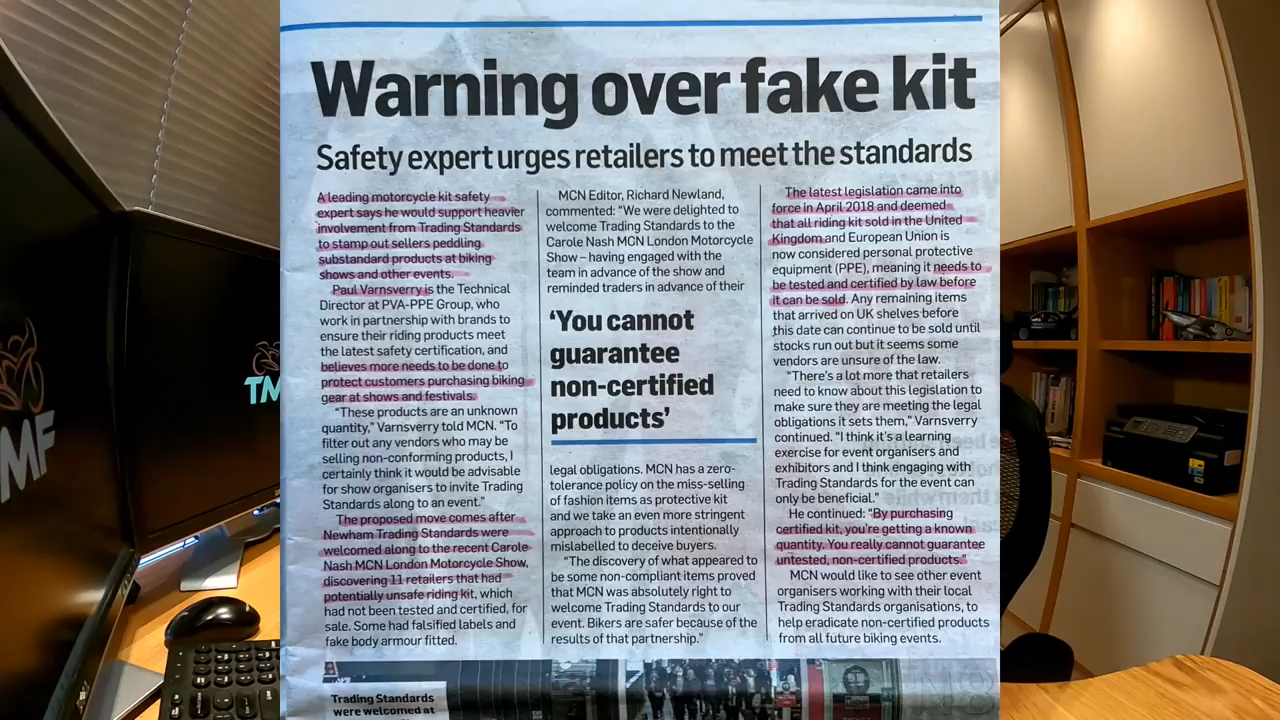 Warning over fake kit
Safety expert urges retailers to meet the standards
A leading motorcycle kit safety
expert says he would support heavier
involvement from Trading Standards
to stamp out sellers peddling
substandard products at biking
shows and other events.
Paul Varnsverry is the Technical
Director at PVA-PPE Group, who
work in partnership with brands to
ensure their riding products meet
the latest safety certification, and
believes more needs to be done to
protect customers purchasing biking
gear at shows and festivals.
"These products are an unknown
quantity," Varnsverry told MCN. "To
filter out any vendors who may be
selling non-conforming products, I
certainly think it would be advisable
for show organisers to invite Trading
Standards along to an event."
The proposed move comes after
Newham Trading Standards were
welcomed along to the recent Carole
Nash MCN London Motorcycle Show,
discovering 11 retailers that had
potentially unsafe riding kit, which
had not been tested and certified, for
sale. Some had falsified labels and
fake body armour fitted.
MCN Editor, Richard Newland,
commented: "We were delighted to
welcome Trading Standards to the
Carole Nash MCN London Motorcycle
Show – having engaged with the
team in advance of the show and
reminded traders in advance of their
'You cannot
guarantee
non-certified
products'
legal obligations. MCN has a zero-
tolerance policy on the miss-selling
of fashion items as protective kit
and we take an even more stringent
approach to products intentionally
mislabelled to deceive buyers.
"The discovery of what appeared to
be some non-compliant items proved
that MCN was absolutely right to
welcome Trading Standards to our
event. Bikers are safer because of the
results of that partnership."
The latest legislation came into
force in April 2018 and deemed
that all riding kit sold in the United
Kingdom and European Union is
now considered personal protective
equipment (PPE), meaning it needs to
be tested and certified by law before
it can be sold. Any remaining items
that arrived on UK shelves before
this date can continue to be sold until
stocks run out but it seems some
vendors are unsure of the law.
"There's a lot more that retailers
need to know about this legislation to
make sure they are meeting the legal
obligations it sets them," Varnsverry
continued. "I think it's a learning
exercise for event organisers and
exhibitors and I think engaging with
Trading Standards for the event can
only be beneficial."
He continued: "By purchasing
certified kit, you're getting a known
quantity. You really cannot guarantee
untested, non-certified products."
MCN would like to see other event
organisers working with their local
Trading Standards organisations, to
help eradicate non-certified products
from all future biking events.
Trading Standards
were welcomed at
MF
TM